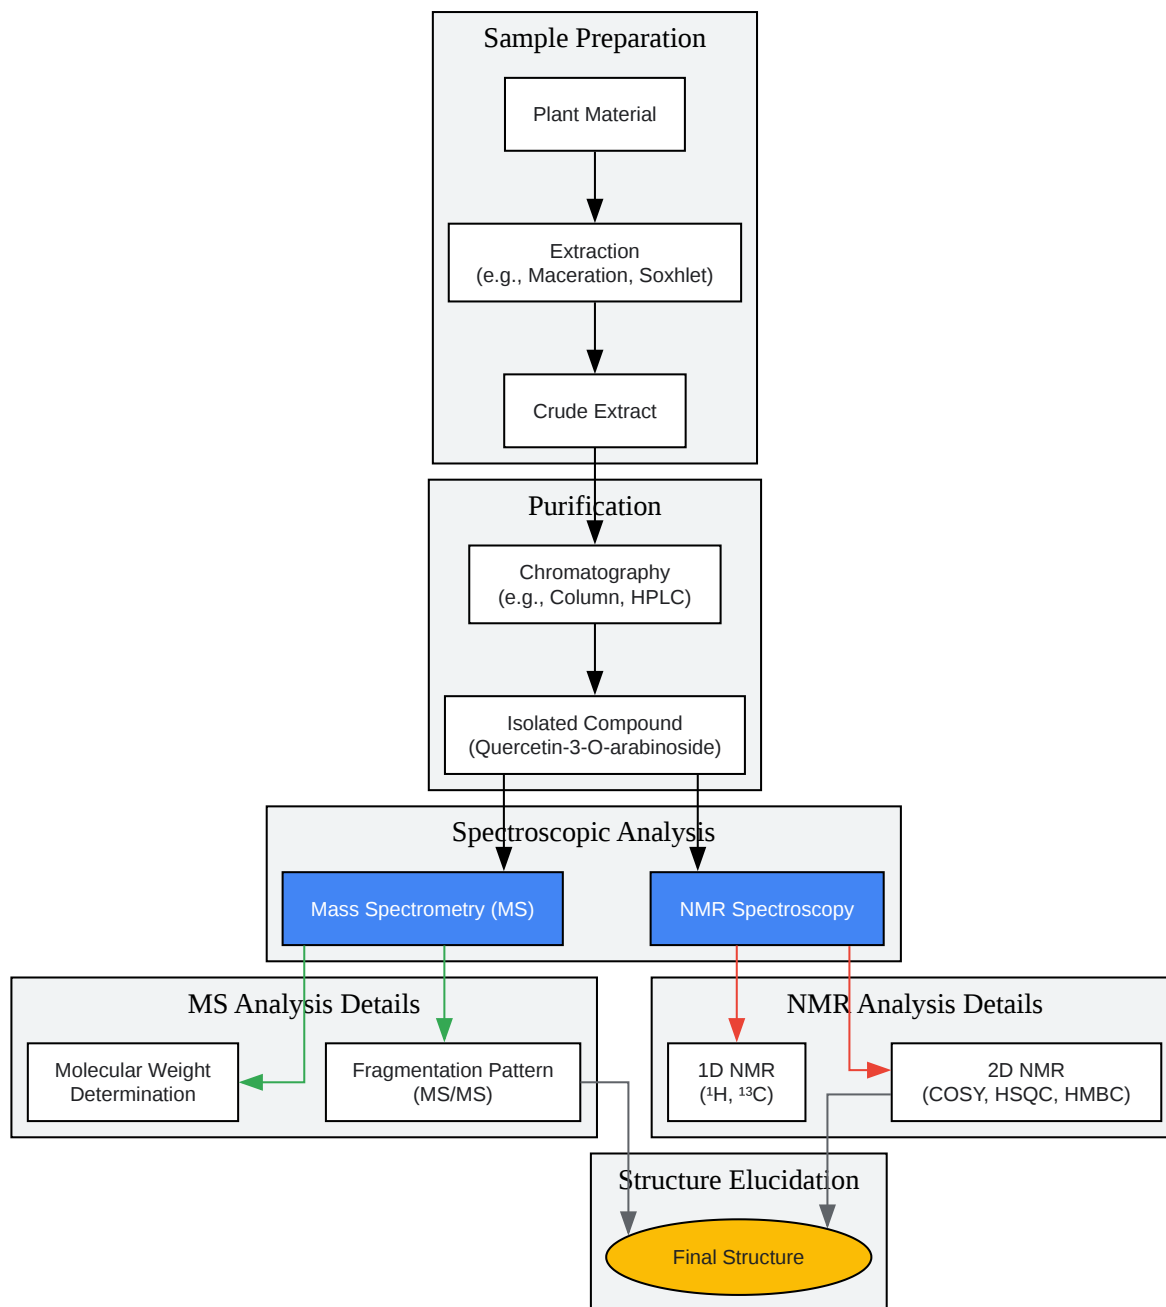 Sample Preparation
Plant Material
Extraction
(e.g., Maceration, Soxhlet)
Crude Extract
Purification
Chromatography
(e.g., Column, HPLC)
Isolated Compound
(Quercetin-3-O-arabinoside)
Spectroscopic Analysis
Mass Spectrometry (MS)
NMR Spectroscopy
MS Analysis Details
Molecular Weight
Determination
Fragmentation Pattern
(MS/MS)
NMR Analysis Details
1D NMR
(¹H, ¹³C)
2D NMR
(COSY, HSQC, HMBC)
Structure Elucidation
Final Structure